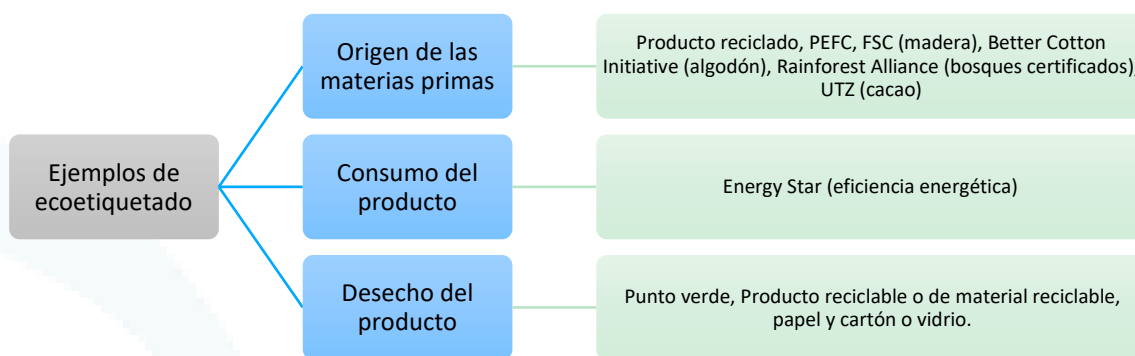 Ejemplos de
ecoetiquetado
Origen de las
materias primas
Producto reciclado, PEFC, FSC (madera), Better Cotton
Initiative (algodón), Rainforest Alliance (bosques certificados),
UTZ (cacao)
Consumo del
producto
Energy Star (eficiencia energética)
Desecho del
producto
Punto verde, Producto reciclable o de material reciclable,
papel y cartón o vidrio.